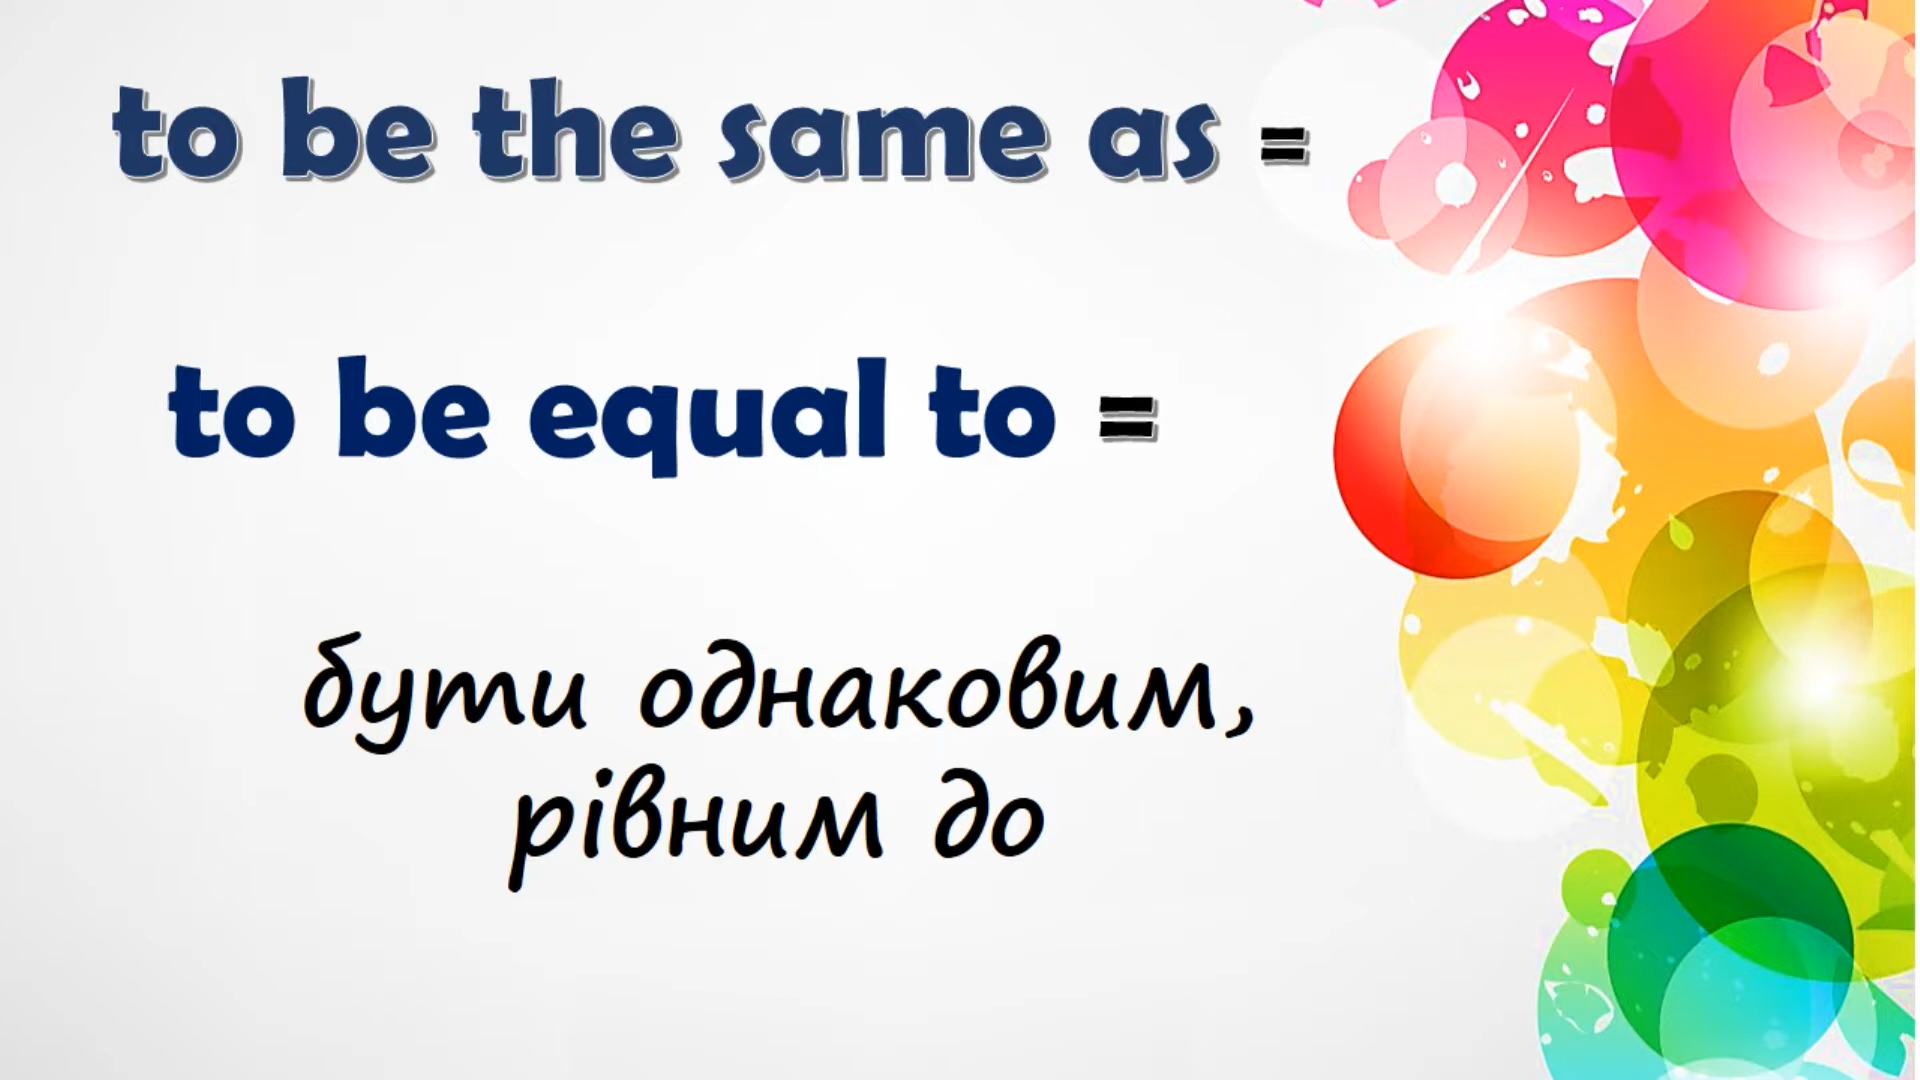 to be the same as =
to be equal to =
бути однаковим,
рівним до